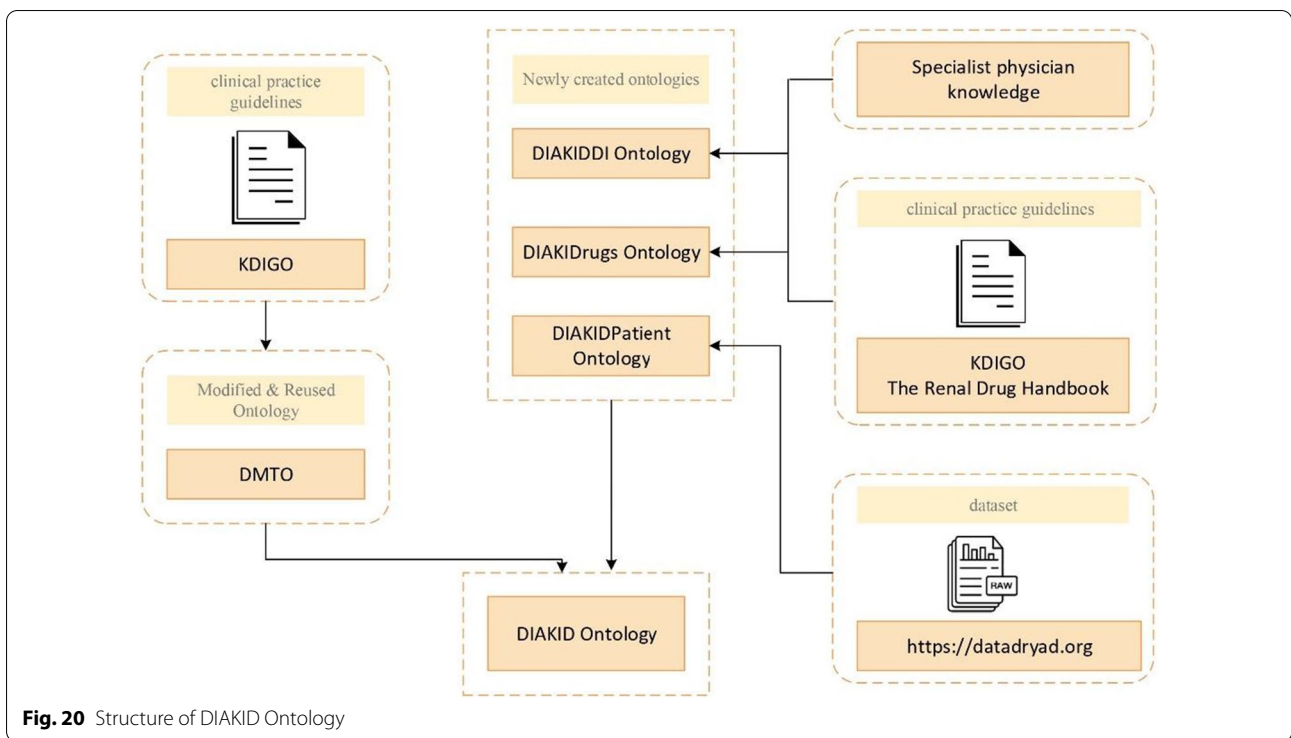 clinical practice
guidelines
KDIGO
Modified & Reused
Ontology
DMTO
Newly created ontologies
DIAKIDDI Ontology
DIAKIDrugs Ontology
DIAKIDPatient
Ontology
DIAKID Ontology
Specialist physician
knowledge
clinical practice guidelines
KDIGO
The Renal Drug Handbook
dataset
RAW
https://datadryad.org
Fig. 20 Structure of DIAKID Ontology